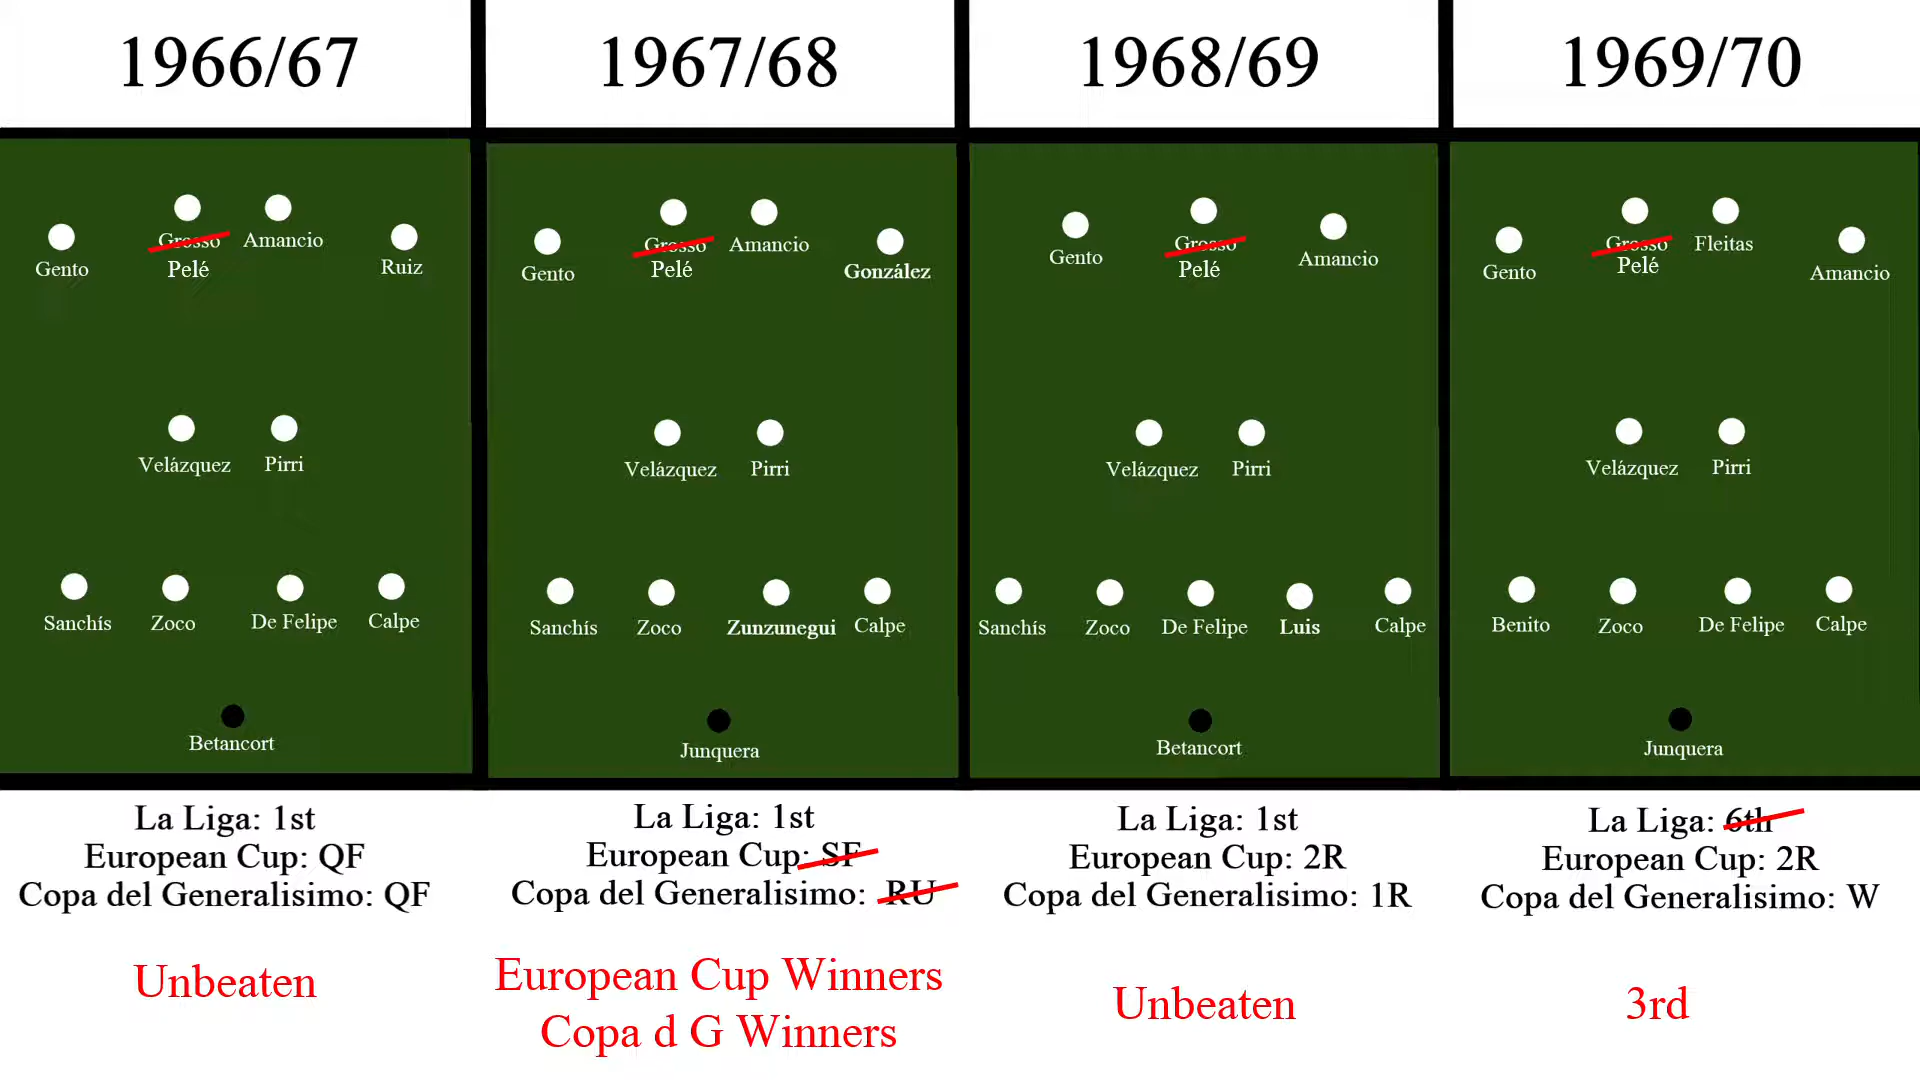 1966/67
Gento
Grosso
Pelé
Amancio
Ruiz
Velázquez
Pirri
Sanchís
Zoco
De Felipe
Calpe
Betancort
La Liga: 1st
European Cup: QF
Copa del Generalisimo: QF
Unbeaten
1967/68
Gento
Grosso
Pelé
Amancio
González
Velázquez
Pirri
Sanchís
Zoco
Zunzunegui
Calpe
Junquera
La Liga: 1st
European Cup: SF
Copa del Generalisimo: RU
European Cup Winners
Copa d G Winners
1968/69
Gento
Grosso
Pelé
Amancio
Velázquez
Pirri
Sanchís
Zoco
De Felipe
Luis
Calpe
Betancort
La Liga: 1st
European Cup: 2R
Copa del Generalisimo: 1R
Unbeaten
1969/70
Gento
Grosso
Pelé
Fleitas
Amancio
Velázquez
Pirri
Benito
Zoco
De Felipe
Calpe
Junquera
La Liga: 6th
European Cup: 2R
Copa del Generalisimo: W
3rd